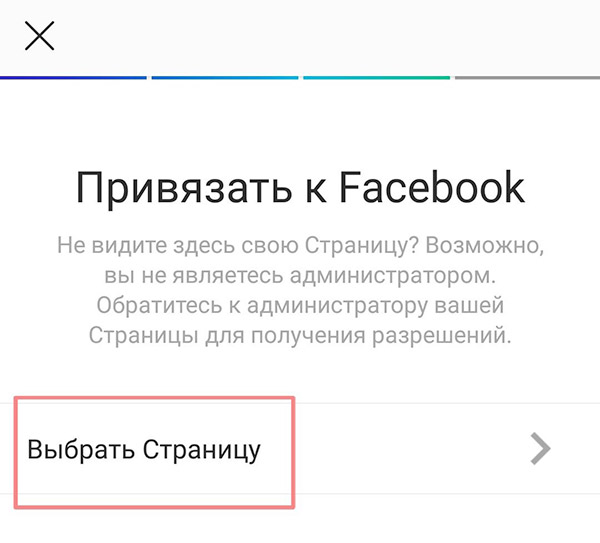 Привязать к Facebook
Не видите здесь свою Страницу? Возможно,
вы не являетесь администратором.
Обратитесь к администратору вашей
Страницы для получения разрешений.
Выбрать Страницу